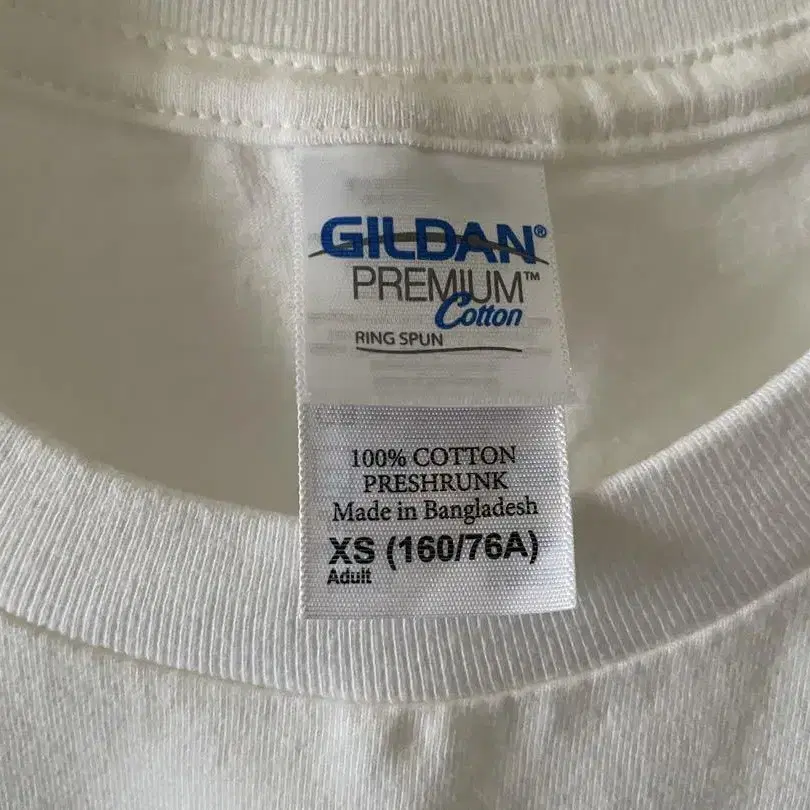 GILDAN®
PREMIUM™
Cotton
RING SPUN
100% COTTON
PRESHRUNK
Made in Bangladesh
XS (160/76A)
Adult